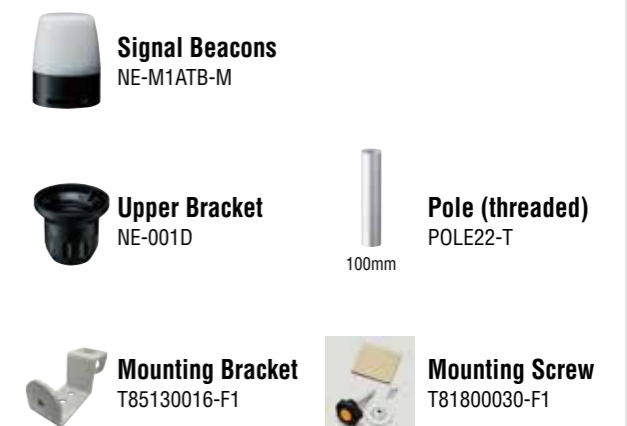 Signal Beacons
NE-M1ATB-M
Upper Bracket
NE-001D
Pole (threaded)
POLE22-T
100mm
Mounting Bracket
T85130016-F1
Mounting Screw
T81800030-F1